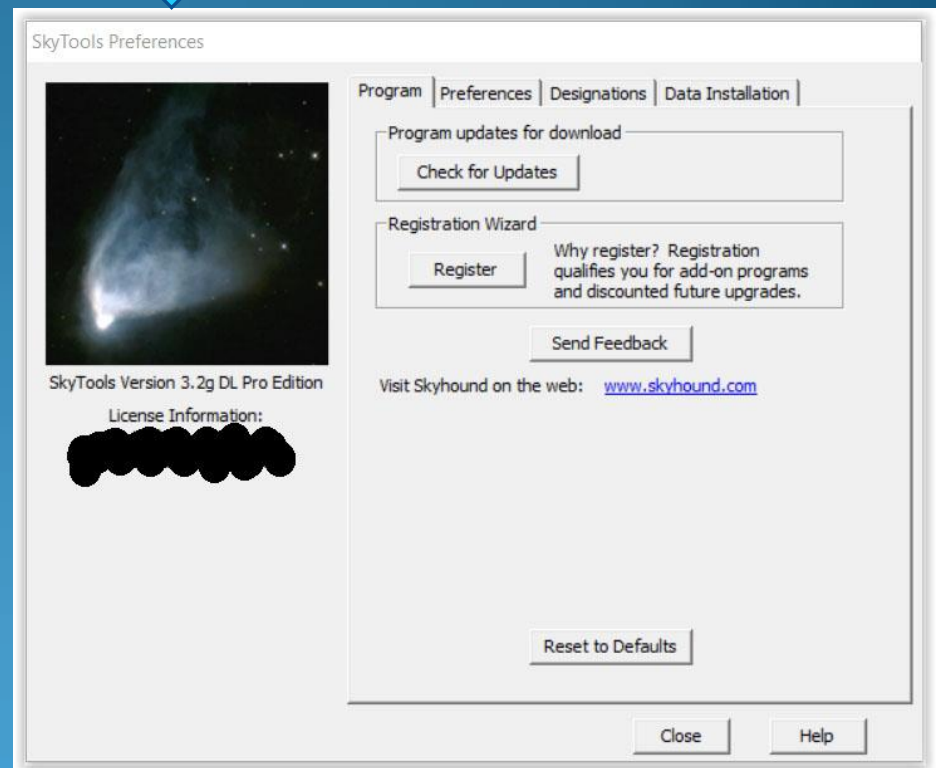 SkyTools Preferences
Program Preferences Designations Data Installation
Program updates for download
Check for Updates
Registration Wizard
Register
Why register? Registration
qualifies you for add-on programs
and discounted future upgrades.
Send Feedback
SkyTools Version 3.2g DL Pro Edition
Visit Skyhound on the web: www.skyhound.com
License Information:
Reset to Defaults
Close Help